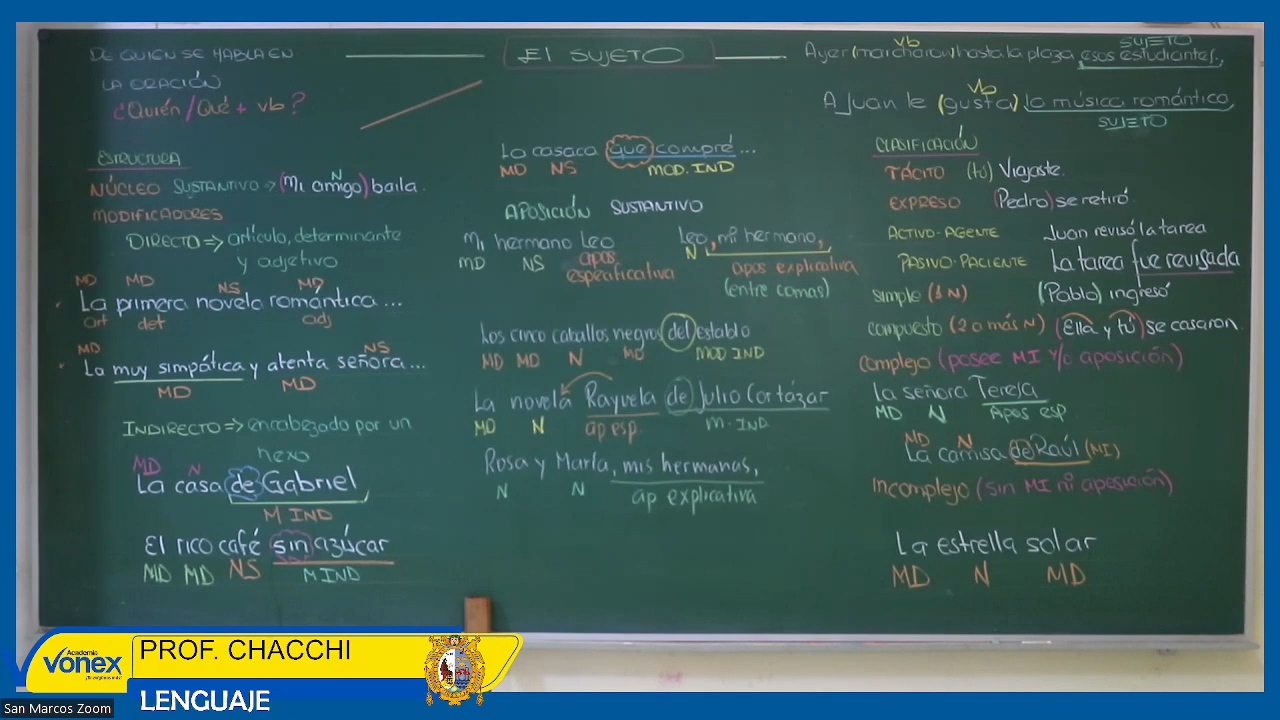 EL SUJETO
DE QUIEN SE HABLA EN
LA ORACIÓN
¿Quién / Qué + vb?
ESTRUCTURA
N
NÚCLEO SUSTANTIVO → (Mi amigo) baila.
MODIFICADORES
DIRECTO ⇒ artículo, determinante
y adjetivo
MD MD NS MD
La primera novela romántica ...
art det adj
MD NS
La muy simpática y atenta señora...
MD MD
INDIRECTO ⇒ encabezado por un
nexo
MD N
La casa de Gabriel
M IND
El rico café sin azúcar
MD MD NS M IND
La casaca que compré ...
MD NS MOD. IND
APOSICIÓN SUSTANTIVO
Mi hermano Leo
MD NS apos
especificativa
Leo, mi hermano,
N apos explicativa
(entre comas)
Los cinco caballos negros del establo
MD MD N MD MOD IND
La novela Rayuela de Julio Cortázar
MD N ap esp. M. IND
Rosa y María, mis hermanas,
N N ap explicativa
vb SUJETO
Ayer (marcharon) hasta la plaza esos estudiantes.
vb
A Juan le (gusta) la música romántica
SUJETO
CLASIFICACIÓN
TÁCITO (tú) Viajaste.
EXPRESO (Pedro) se retiró
ACTIVO-AGENTE Juan revisó la tarea
PASIVO-PACIENTE La tarea fue revisada
simple (1 N) (Pablo) ingresó
compuesto (2 o más N) (Ella y tú) se casaron
complejo (posee MI y/o aposición)
La señora Teresa
MD N Apos esp
MD N
La camisa de Raúl (MI)
Incomplejo (sin MI ni aposición)
La estrella solar
MD N MD
Academia
Vonex
¡Te exigimos más!
PROF. CHACCHI
LENGUAJE
San Marcos Zoom